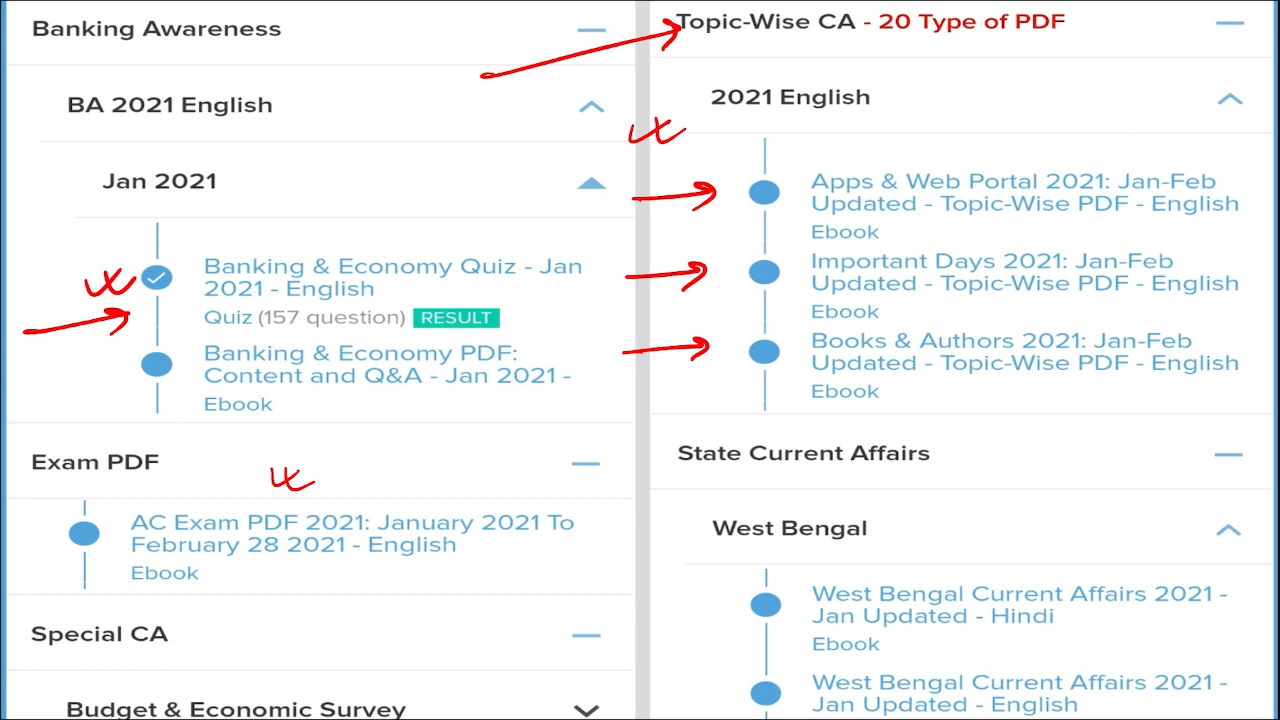 Banking Awareness
BA 2021 English
Jan 2021
Banking & Economy Quiz - Jan
2021 - English
Quiz (157 question) RESULT
Banking & Economy PDF:
Content and Q&A - Jan 2021 -
Ebook
Exam PDF
AC Exam PDF 2021: January 2021 To
February 28 2021 - English
Ebook
Special CA
Budget & Economic Survey
Topic-Wise CA - 20 Type of PDF
2021 English
Apps & Web Portal 2021: Jan-Feb
Updated - Topic-Wise PDF - English
Ebook
Important Days 2021: Jan-Feb
Updated - Topic-Wise PDF - English
Ebook
Books & Authors 2021: Jan-Feb
Updated - Topic-Wise PDF - English
Ebook
State Current Affairs
West Bengal
West Bengal Current Affairs 2021 -
Jan Updated - Hindi
Ebook
West Bengal Current Affairs 2021 -
Jan Updated - English